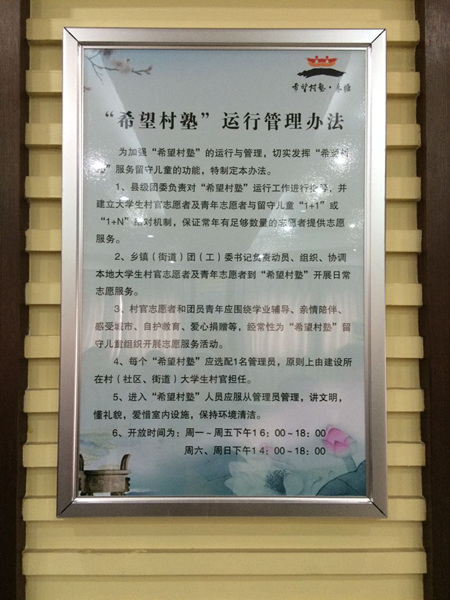 希望村塾·
“希望村塾”运行管理办法
为加强“希望村塾”的运行与管理，切实发挥“希望村
塾”服务留守儿童的功能，特制定本办法。
1、县级团委负责对“希望村塾”运行工作进行指导，并
建立大学生村官志愿者及青年志愿者与留守儿童“1+1”或
“1+N”结对机制，保证常年有足够数量的志愿者提供志愿
服务。
2、乡镇（街道）团（工）委书记负责动员、组织、协调
本地大学生村官志愿者及青年志愿者到“希望村塾”开展日常
志愿服务。
3、村官志愿者和团员青年应围绕学业辅导、亲情陪伴、
感受城市、自护教育、爱心捐赠等，经常性为“希望村塾”留
守儿童组织开展志愿服务活动。
4、每个“希望村塾”应选配1名管理员，原则上由建设所
在村（社区、街道）大学生村官担任。
5、进入“希望村塾”人员应服从管理员管理，讲文明，
懂礼貌，爱惜室内设施，保持环境清洁。
6、开放时间为：周一~周五下午16：00~18：00
周六、周日下午14：00~18：00